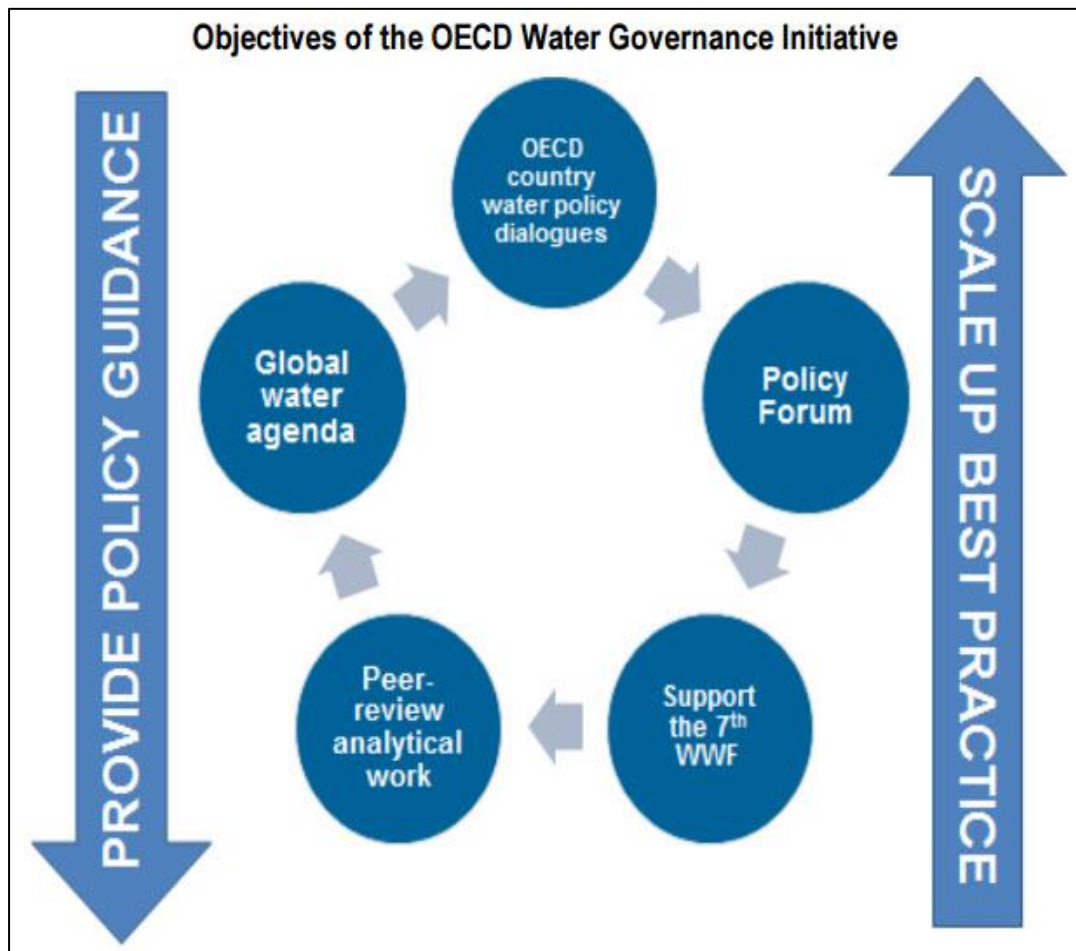 Objectives of the OECD Water Governance Initiative
PROVIDE POLICY GUIDANCE
OECD
country
water policy
dialogues
Policy
Forum
Support
the 7th
WWF
Peer-
review
analytical
work
Global
water
agenda
SCALE UP BEST PRACTICE